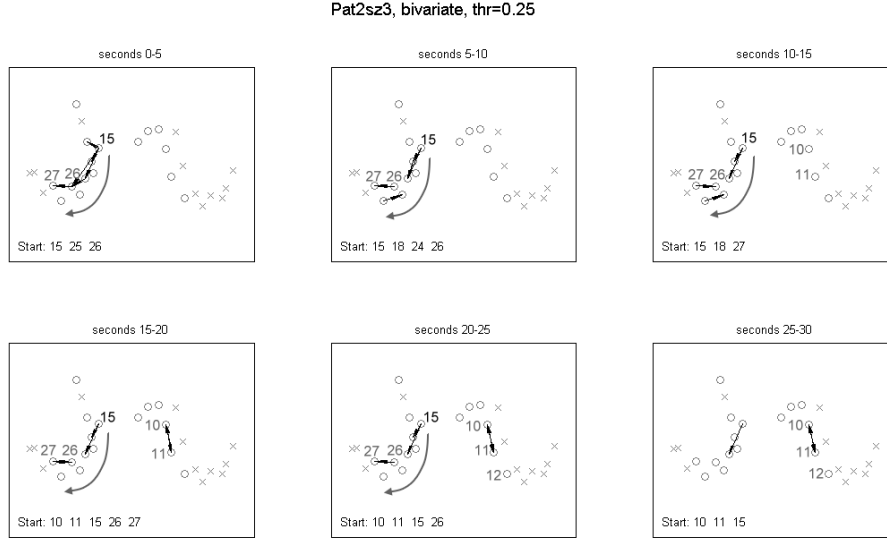 Pat2sz3, bivariate, thr=0.25
seconds 0-5
15
27 26
Start: 15 25 26
seconds 5-10
15
27 26
Start: 15 18 24 26
seconds 10-15
15
10
27 26
11
Start: 15 18 27
seconds 15-20
15
10
27 26
11
Start: 10 11 15 26 27
seconds 20-25
15
10
27 26
11
12
Start: 10 11 15 26
seconds 25-30
10
11
12
Start: 10 11 15